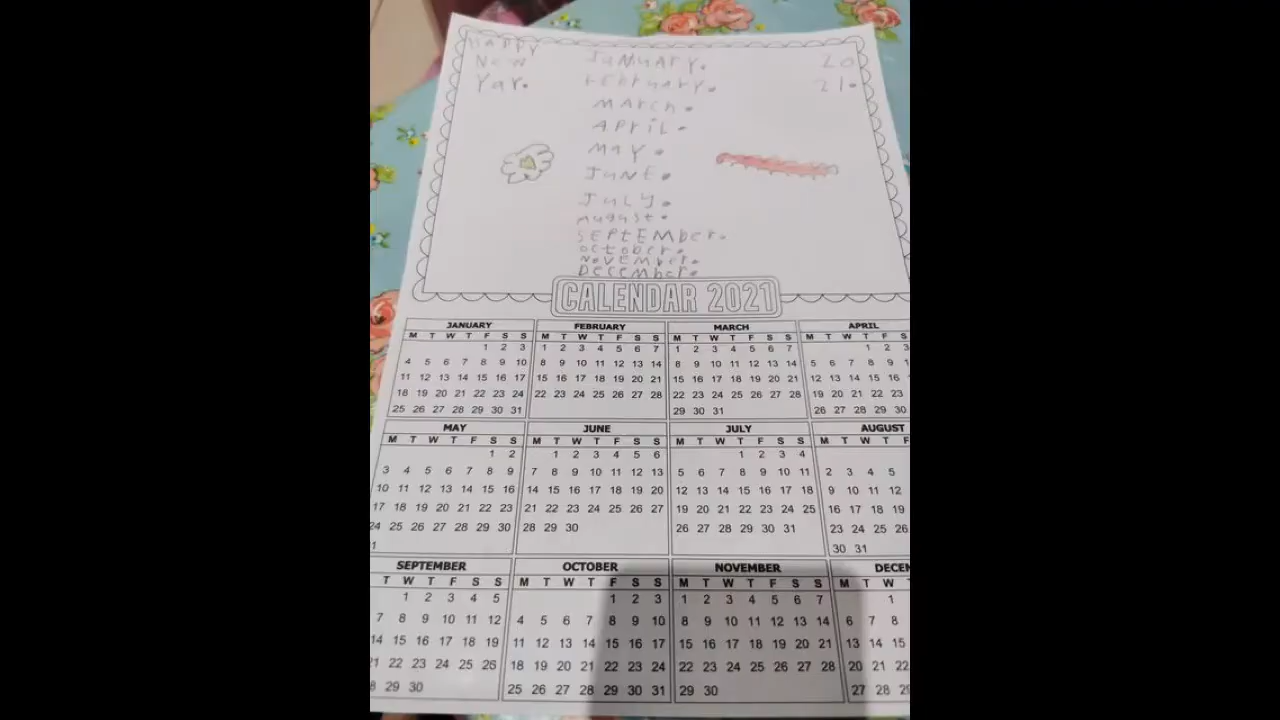 HAPPY
New
Yar.
JANUARY.
FEbruARY.
MArch.
APriL.
MAY.
JUNE.
JULY.
August.
SEPtEMber.
October.
NOVEMber.
DECEMber.
20
21.
CALENDAR 2021
JANUARY FEBRUARY MARCH APRIL
M T W T F S S M T W T F S S M T W T F S S M T W T F S
1 2 3 1 2 3 4 5 6 7 1 2 3 4 5 6 7 1 2 3
4 5 6 7 8 9 10 8 9 10 11 12 13 14 8 9 10 11 12 13 14 5 6 7 8 9 1
11 12 13 14 15 16 17 15 16 17 18 19 20 21 15 16 17 18 19 20 21 12 13 14 15 16 17
18 19 20 21 22 23 24 22 23 24 25 26 27 28 22 23 24 25 26 27 28 19 20 21 22 23 24
25 26 27 28 29 30 31 29 30 31 26 27 28 29 30
MAY JUNE JULY AUGUST
M T W T F S S M T W T F S S M T W T F S S M T W T F
1 2 1 2 3 4 5 6 1 2 3 4
3 4 5 6 7 8 9 7 8 9 10 11 12 13 5 6 7 8 9 10 11 2 3 4 5
10 11 12 13 14 15 16 14 15 16 17 18 19 20 12 13 14 15 16 17 18 9 10 11 12
17 18 19 20 21 22 23 21 22 23 24 25 26 27 19 20 21 22 23 24 25 16 17 18 19
24 25 26 27 28 29 30 28 29 30 26 27 28 29 30 31 23 24 25 26
30 31
SEPTEMBER OCTOBER NOVEMBER DECEM
T W T F S S M T W T F S S M T W T F S S M T W
1 2 3 4 5 1 2 3 1 2 3 4 5 6 7 1
7 8 9 10 11 12 4 5 6 7 8 9 10 8 9 10 11 12 13 14 6 7 8
14 15 16 17 18 19 11 12 13 14 15 16 17 15 16 17 18 19 20 21 13 14 15
22 23 24 25 26 18 19 20 21 22 23 24 22 23 24 25 26 27 28 20 21 22
29 30 25 26 27 28 29 30 31 29 30 27 28